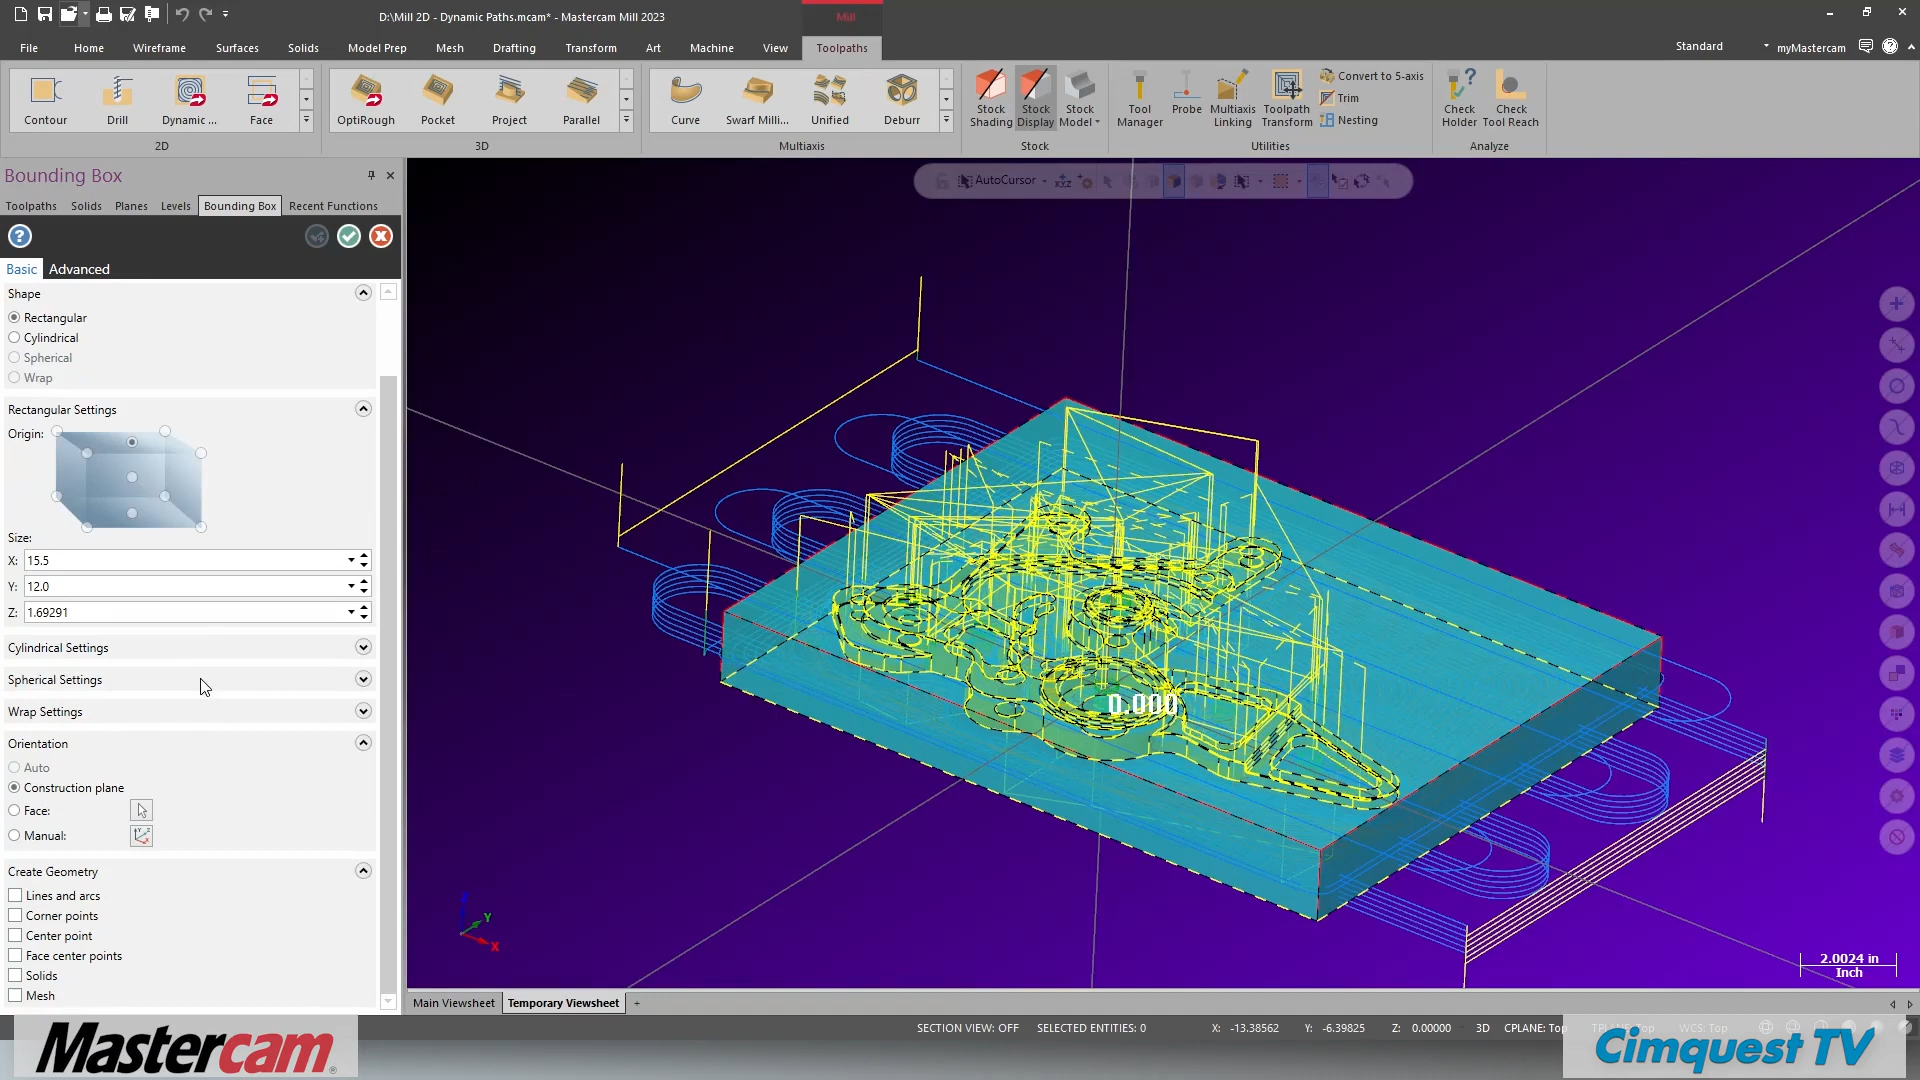 D:\Mill 2D - Dynamic Paths.mcam* - Mastercam Mill 2023
Mill
File
Home
Wireframe
Surfaces
Solids
Model Prep
Mesh
Drafting
Transform
Art
Machine
View
Toolpaths
Standard
myMastercam
Contour
Drill
Dynamic ...
Face
2D
OptiRough
Pocket
Project
Parallel
3D
Curve
Swarf Milli...
Unified
Deburr
Multiaxis
Stock
Shading
Stock
Display
Stock
Model
Stock
Tool
Manager
Probe
Multiaxis
Linking
Toolpath
Transform
Convert to 5-axis
Trim
Nesting
Utilities
Check
Holder
Check
Tool Reach
Analyze
Bounding Box
Toolpaths
Solids
Planes
Levels
Bounding Box
Recent Functions
AutoCursor
XYZ
Basic
Advanced
Shape
Rectangular
Cylindrical
Spherical
Wrap
Rectangular Settings
Origin:
Size:
X: 15.5
Y: 12.0
Z: 1.69291
Cylindrical Settings
Spherical Settings
Wrap Settings
Orientation
Auto
Construction plane
Face:
Manual:
Create Geometry
Lines and arcs
Corner points
Center point
Face center points
Solids
Mesh
0.000
Z
Y
X
2.0024 in
Inch
Main Viewsheet
Temporary Viewsheet
+
SECTION VIEW: OFF
SELECTED ENTITIES: 0
X: -13.38562
Y: -6.39825
Z: 0.00000
3D
CPLANE: Top
TPLANE: Top
WCS: Top
Mastercam®
Cimquest TV